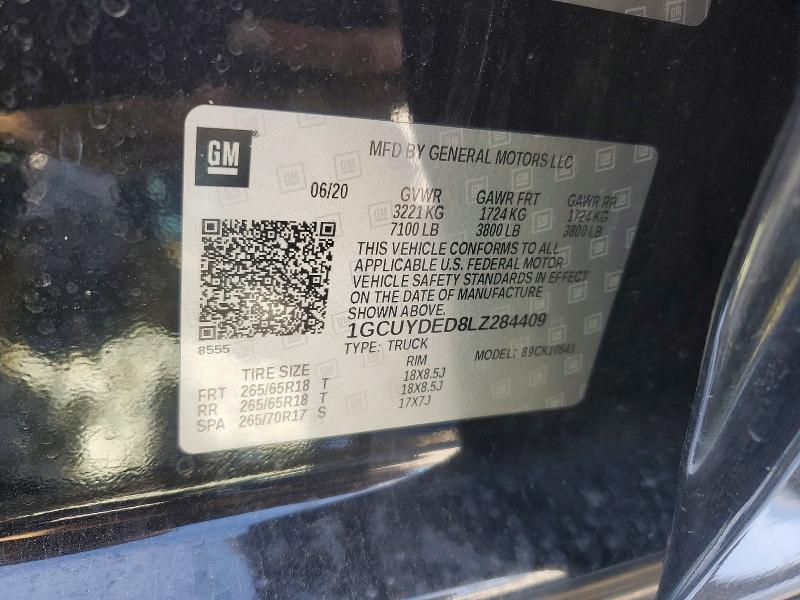 GM
MFD BY GENERAL MOTORS LLC
06/20 GVWR GAWR FRT GAWR RR
3221 KG 1724 KG 1724 KG
7100 LB 3800 LB 3800 LB
THIS VEHICLE CONFORMS TO ALL
APPLICABLE U.S. FEDERAL MOTOR
VEHICLE SAFETY STANDARDS IN EFFECT
ON THE DATE OF MANUFACTURE
SHOWN ABOVE.
1GCUYDED8LZ284409
8555 TYPE: TRUCK MODEL: 89CK10543
TIRE SIZE RIM
FRT 265/65R18 T 18X8.5J
RR 265/65R18 T 18X8.5J
SPA 265/70R17 S 17X7J